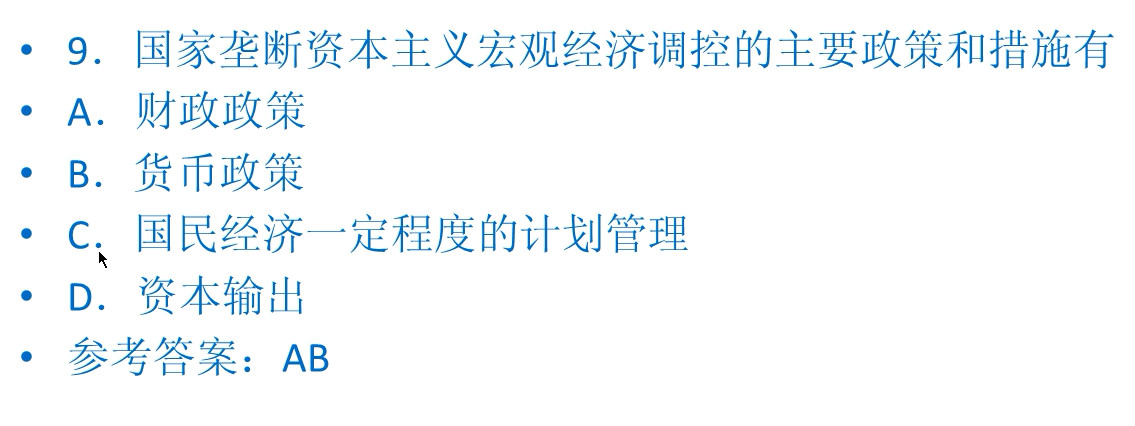 • 9．国家垄断资本主义宏观经济调控的主要政策和措施有
• A．财政政策
• B．货币政策
• C．国民经济一定程度的计划管理
• D．资本输出
• 参考答案：AB